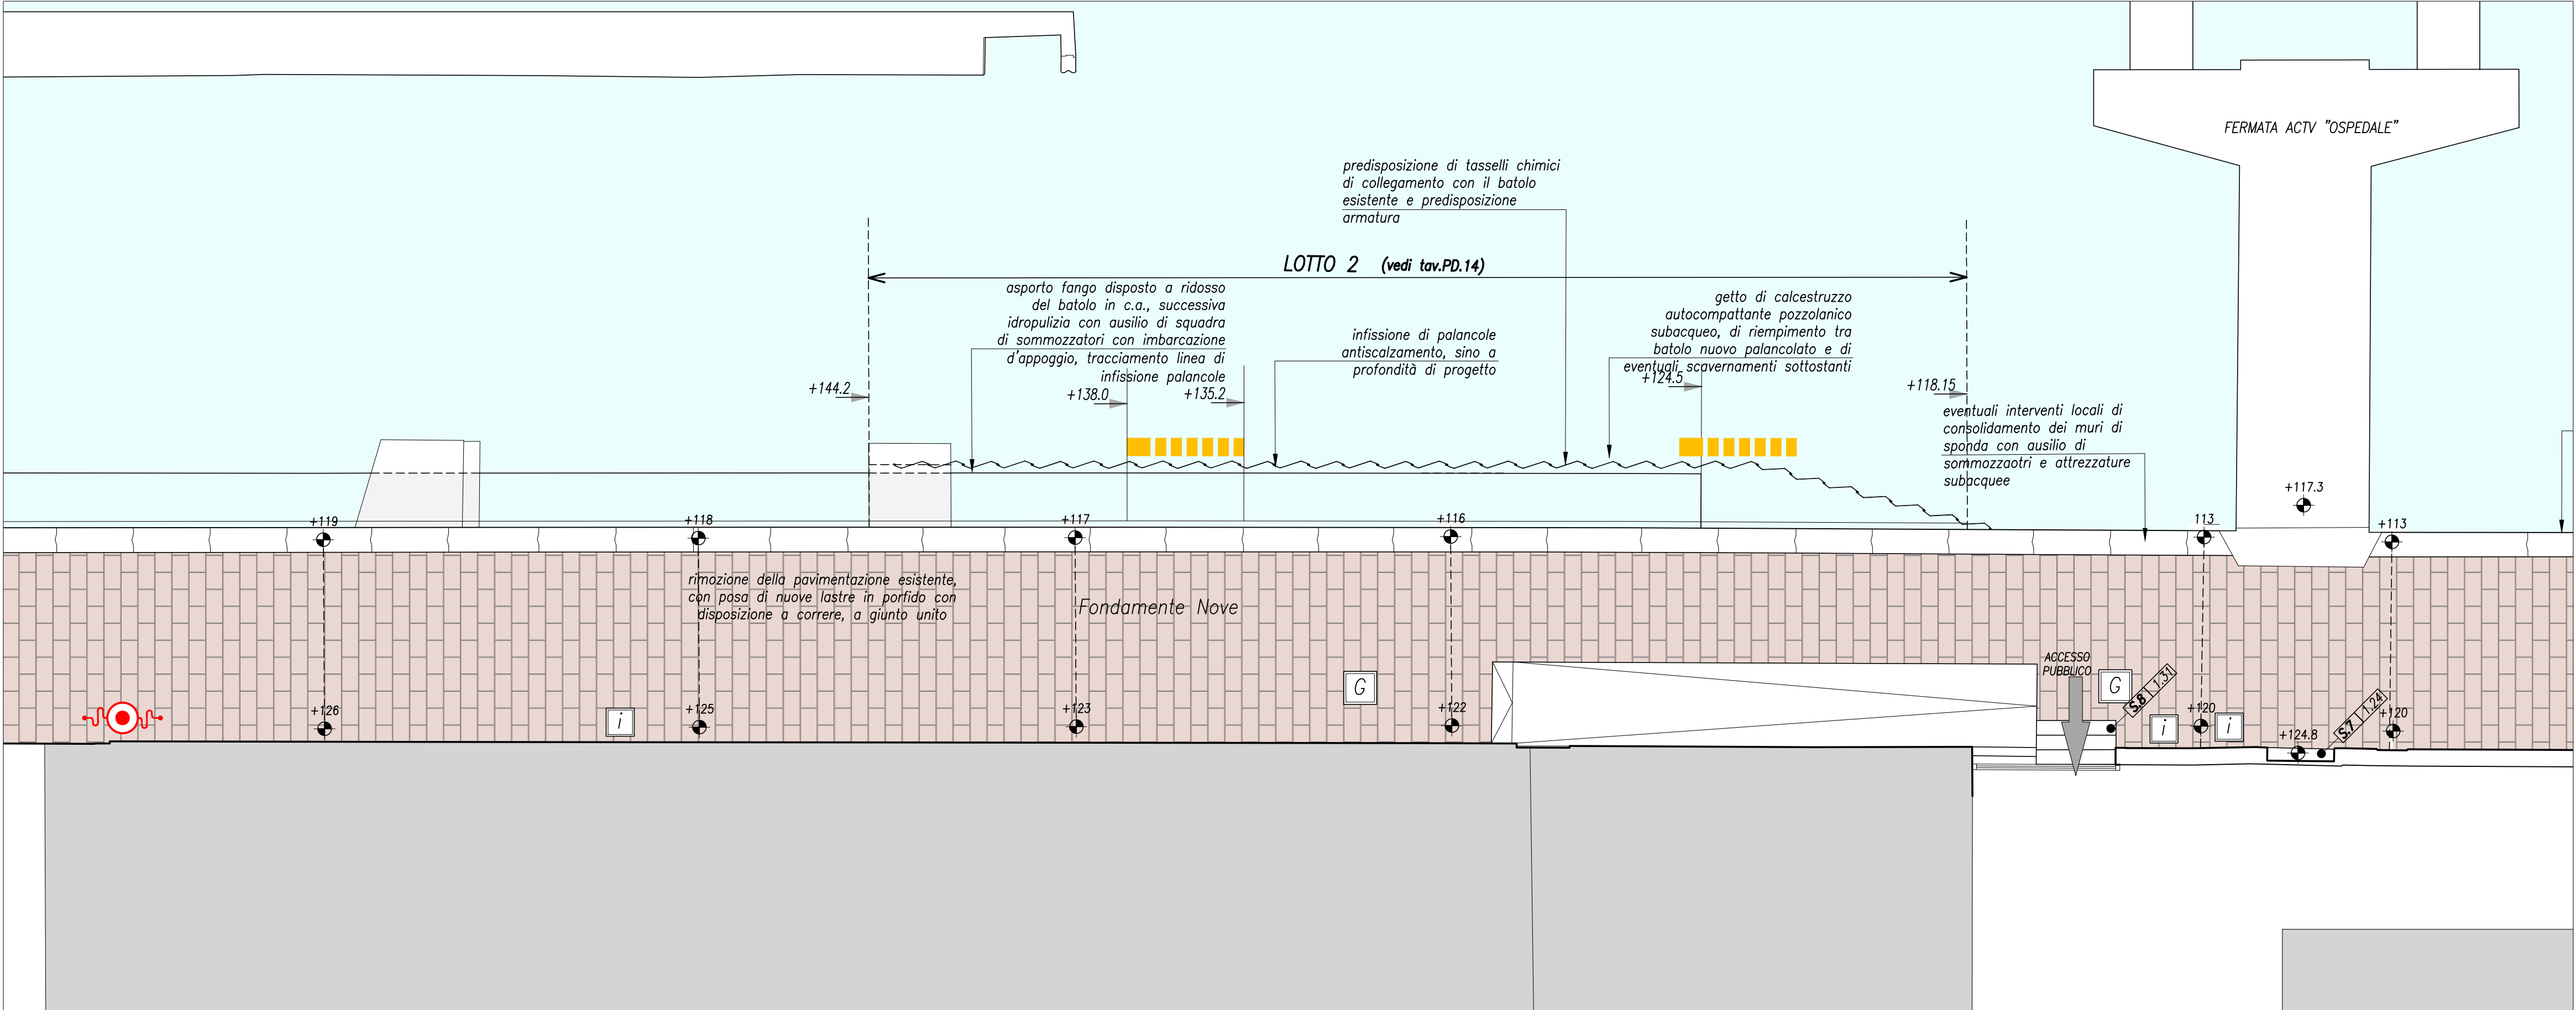 FERMATA ACTV "OSPEDALE"
predisposizione di tasselli chimici
di collegamento con il batolo
esistente e predisposizione
armatura
LOTTO 2 (vedi tav.PD.14)
asporto fango disposto a ridosso
del batolo in c.a., successiva
idropulizia con ausilio di squadra
di sommozzatori con imbarcazione
d'appoggio, tracciamento linea di
infissione palancole
infissione di palancole
antiscalzamento, sino a
profondità di progetto
getto di calcestruzzo
autocompattante pozzolanico
subacqueo, di riempimento tra
batolo nuovo palancolato e di
eventuali scavernamenti sottostanti
+144.2
+138.0
+135.2
+124.5
+118.15
eventuali interventi locali di
consolidamento dei muri di
sponda con ausilio di
sommozzaotri e attrezzature
subacquee
+117.3
+119
+118
+117
+116
113
+113
rimozione della pavimentazione esistente,
con posa di nuove lastre in porfido con
disposizione a correre, a giunto unito
Fondamente Nove
ACCESSO
PUBBLICO
G
G
S.8 1.31
S.7 1.24
+126
i
+125
+123
+122
i
+120
i
+124.8
+120